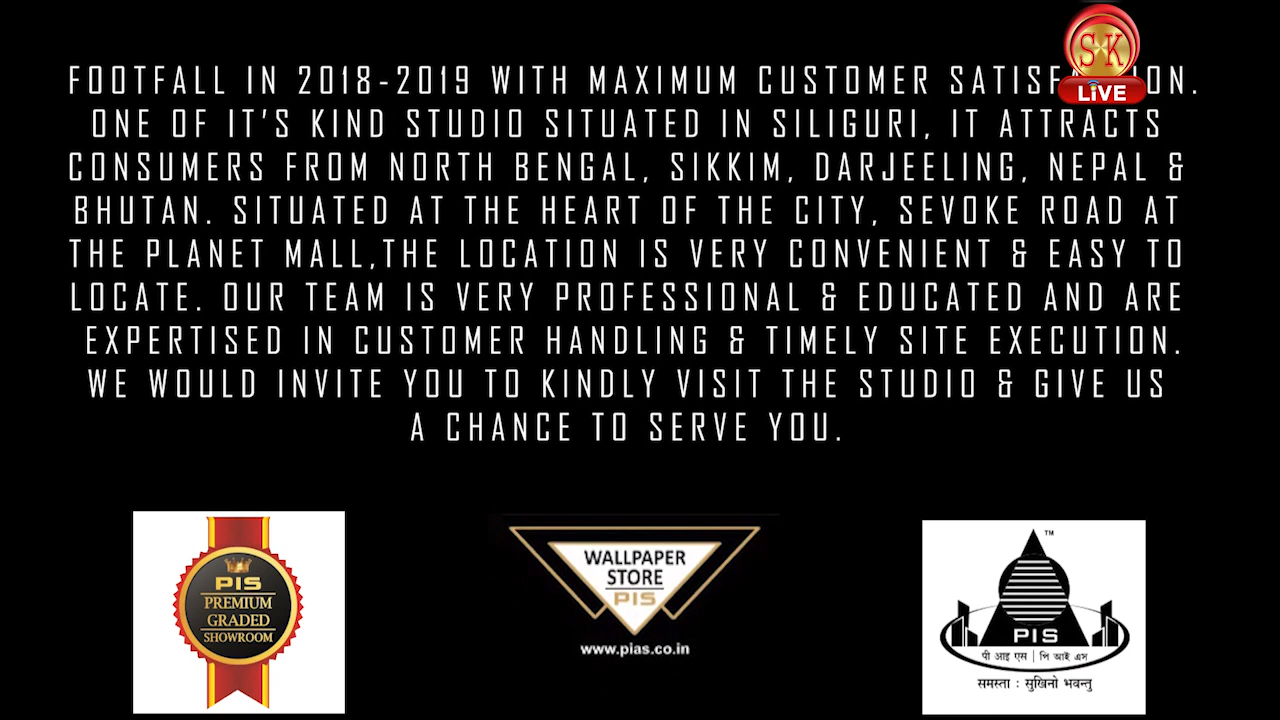 FOOTFALL IN 2018-2019 WITH MAXIMUM CUSTOMER
ONE OF IT'S KIND STUDIO SITUATED IN SILIGURI, IT ATTRACTS
CONSUMERS FROM NORTH BENGAL, SIKKIM, DARJEELING, NEPAL &
BHUTAN. SITUATED AT THE HEART OF THE CITY, SEVOKE ROAD AT
THE PLANET MALL,THE LOCATION IS VERY CONVENIENT & EASY TO
LOCATE. OUR TEAM IS VERY PROFESSIONAL & EDUCATED AND ARE
EXPERTISED IN CUSTOMER HANDLING & TIMELY SITE EXECUTION.
WE WOULD INVITE YOU TO KINDLY VISIT THE STUDIO & GIVE US
A CHANCE TO SERVE YOU.
SK
LiVE
PIS
PREMIUM
GRADED
SHOWROOM
WALLPAPER
STORE
PIS
www.pias.co.in
TM
PIS
पी आइ एस | পি আই এস
समस्ता : सुखिनो भवन्तु